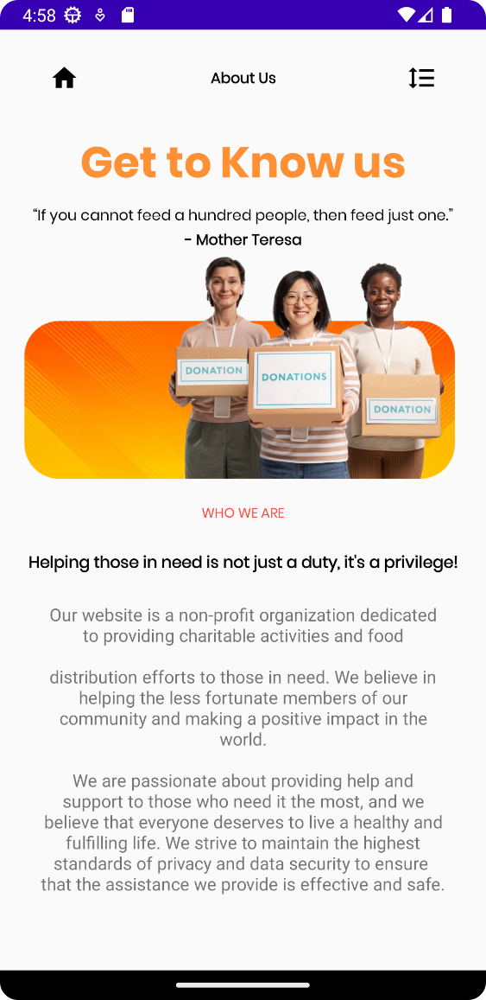 4:58
About Us
Get to Know us
“If you cannot feed a hundred people, then feed just one.”
- Mother Teresa
DONATION
DONATIONS
DONATION
WHO WE ARE
Helping those in need is not just a duty, it's a privilege!
Our website is a non-profit organization dedicated
to providing charitable activities and food
distribution efforts to those in need. We believe in
helping the less fortunate members of our
community and making a positive impact in the
world.
We are passionate about providing help and
support to those who need it the most, and we
believe that everyone deserves to live a healthy and
fulfilling life. We strive to maintain the highest
standards of privacy and data security to ensure
that the assistance we provide is effective and safe.